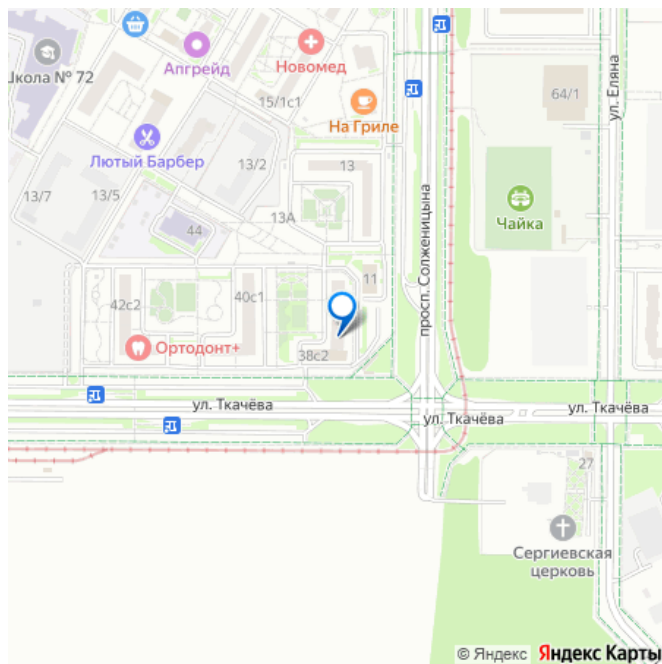 Школа № 72
Апгрейд
Новомед
15/1с1
На Гриле
64/1
ул. Еляна
Лютый Барбер
13/2
13
13/7
13/5
13А
44
Чайка
просп. Солженицына
11
42с2
40с1
Ортодонт+
38с2
ул. Ткачёва
ул. Ткачёва
ул. Ткачёва
27
Сергиевская
церковь
© Яндекс Яндекс Карты